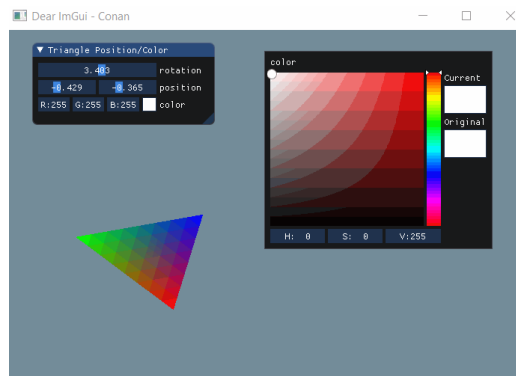 Dear ImGui - Conan
Triangle Position/Color
3.403 rotation
-0.429 -0.365 position
R:255 G:255 B:255 color
color
Current
Original
H: 0 S: 0 V:255